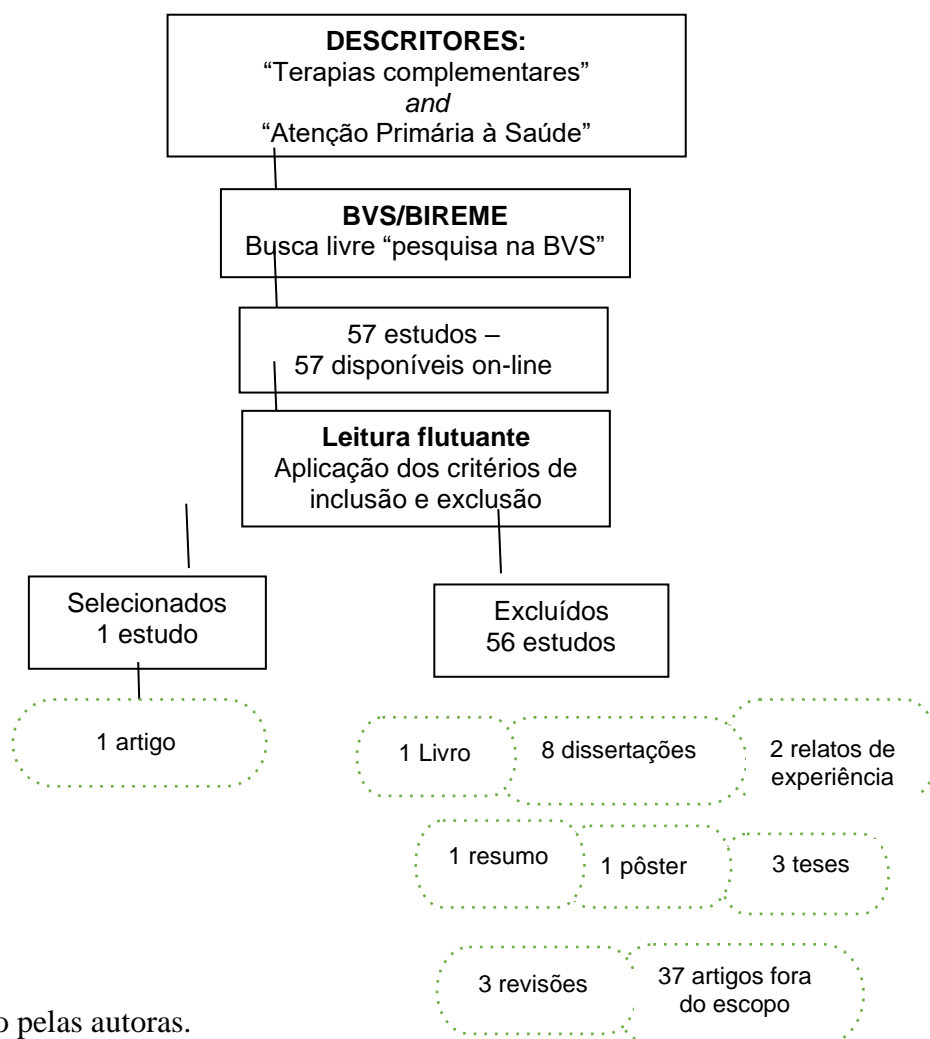 DESCRITORES:
“Terapias complementares”
and
“Atenção Primária à Saúde”
BVS/BIREME
Busca livre “pesquisa na BVS”
57 estudos –
57 disponíveis on-line
Leitura flutuante
Aplicação dos critérios de
inclusão e exclusão
Selecionados
1 estudo
Excluídos
56 estudos
1 artigo
1 Livro
8 dissertações
2 relatos de
experiência
1 resumo
1 pôster
3 teses
3 revisões
37 artigos fora
do escopo
o pelas autoras.